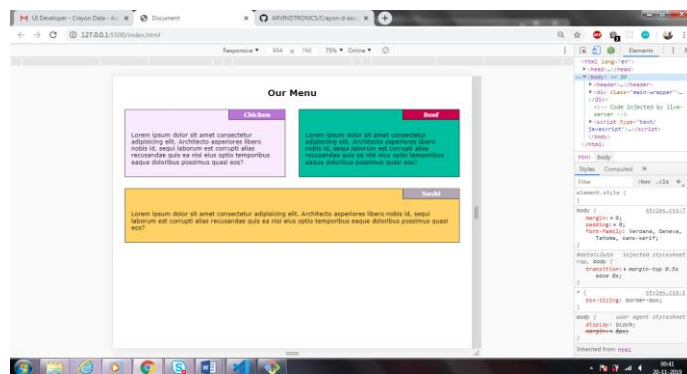 UI Developer - Crayon Data - As
Document
ARVINDTRONICS/Crayon-d-ass
127.0.0.1:5500/index.html
Responsive ▼ 954 x 760 75% ▼ Online ▼
Elements
<html lang="en">
▶<head>…</head>
<body> == $0
▶<header>…</header>
▶<div class="main-wrapper">…
</div>
<!-- Code injected by live-
server -->
▶<script type="text/
javascript">…</script>
</body>
</html>
html body
Styles Computed »
Filter :hov .cls +
element.style {
}
body { styles.css:7
margin:▶ 0;
padding:▶ 0;
font-family: Verdana, Geneva,
Tahoma, sans-serif;
}
injected stylesheet
body {
transition:▶ margin-top 0.5s
ease 0s;
}
* { styles.css:1
box-sizing: border-box;
}
body { user agent stylesheet
display: block;
margin:▶ 8px;
}
Inherited from html
Our Menu
Chicken
Lorem ipsum dolor sit amet consectetur
adipisicing elit. Architecto asperiores libero
nobis id, sequi laborum est corrupti alias
recusandae quis ea nisi eius optio temporibus
eaque doloribus possimus quasi eos?
Beef
Lorem ipsum dolor sit amet consectetur
adipisicing elit. Architecto asperiores libero
nobis id, sequi laborum est corrupti alias
recusandae quis ea nisi eius optio temporibus
eaque doloribus possimus quasi eos?
Sushi
Lorem ipsum dolor sit amet consectetur adipisicing elit. Architecto asperiores libero nobis id, sequi
laborum est corrupti alias recusandae quis ea nisi eius optio temporibus eaque doloribus possimus quasi
eos?
00:41
20-11-2019